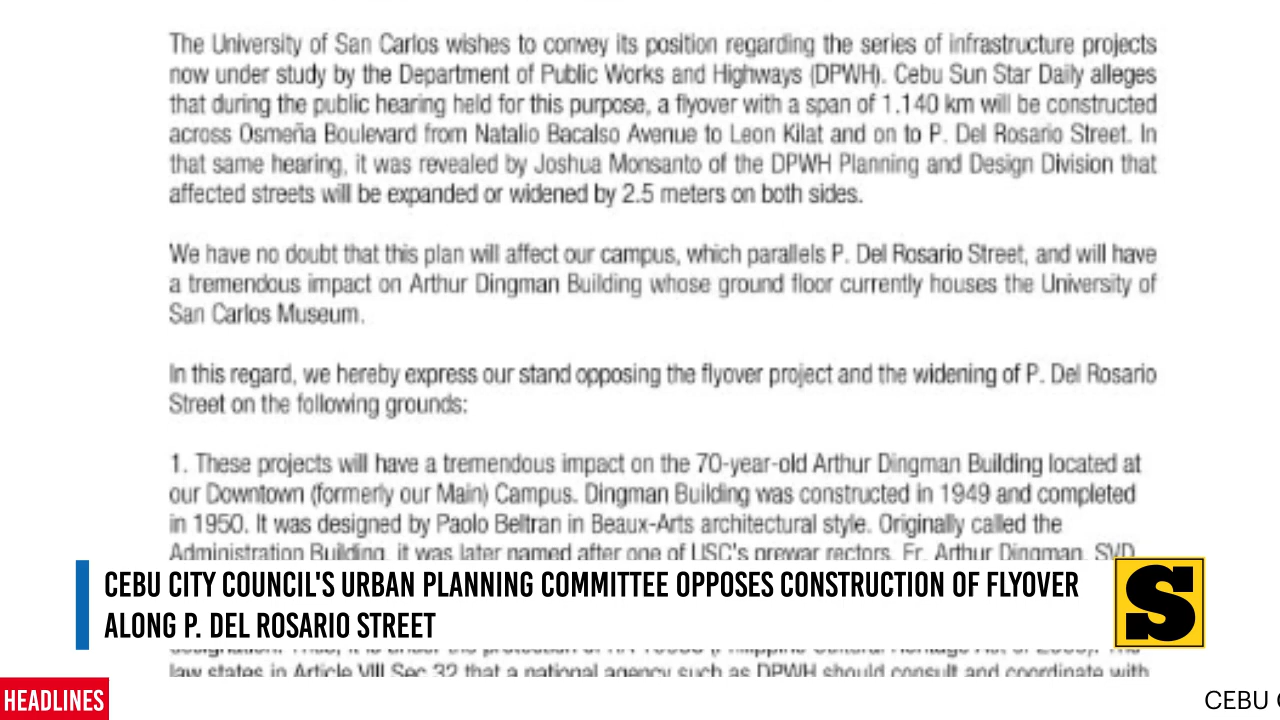 The University of San Carlos wishes to convey its position regarding the series of infrastructure projects
now under study by the Department of Public Works and Highways (DPWH). Cebu Sun Star Daily alleges
that during the public hearing held for this purpose, a flyover with a span of 1.140 km will be constructed
across Osmeña Boulevard from Natalio Bacalso Avenue to Leon Kilat and on to P. Del Rosario Street. In
that same hearing, it was revealed by Joshua Monsanto of the DPWH Planning and Design Division that
affected streets will be expanded or widened by 2.5 meters on both sides.
We have no doubt that this plan will affect our campus, which parallels P. Del Rosario Street, and will have
a tremendous impact on Arthur Dingman Building whose ground floor currently houses the University of
San Carlos Museum.
In this regard, we hereby express our stand opposing the flyover project and the widening of P. Del Rosario
Street on the following grounds:
1. These projects will have a tremendous impact on the 70-year-old Arthur Dingman Building located at
our Downtown (formerly our Main) Campus. Dingman Building was constructed in 1949 and completed
in 1950. It was designed by Paolo Beltran in Beaux-Arts architectural style. Originally called the
Administration Building, it was later named after one of USC's prewar rectors, Fr. Arthur Dingman, SVD
CEBU CITY COUNCIL'S URBAN PLANNING COMMITTEE OPPOSES CONSTRUCTION OF FLYOVER
ALONG P. DEL ROSARIO STREET
S
law states in Article VIII Sec 32 that a national agency such as DPWH should consult and coordinate with
HEADLINES
CEBU